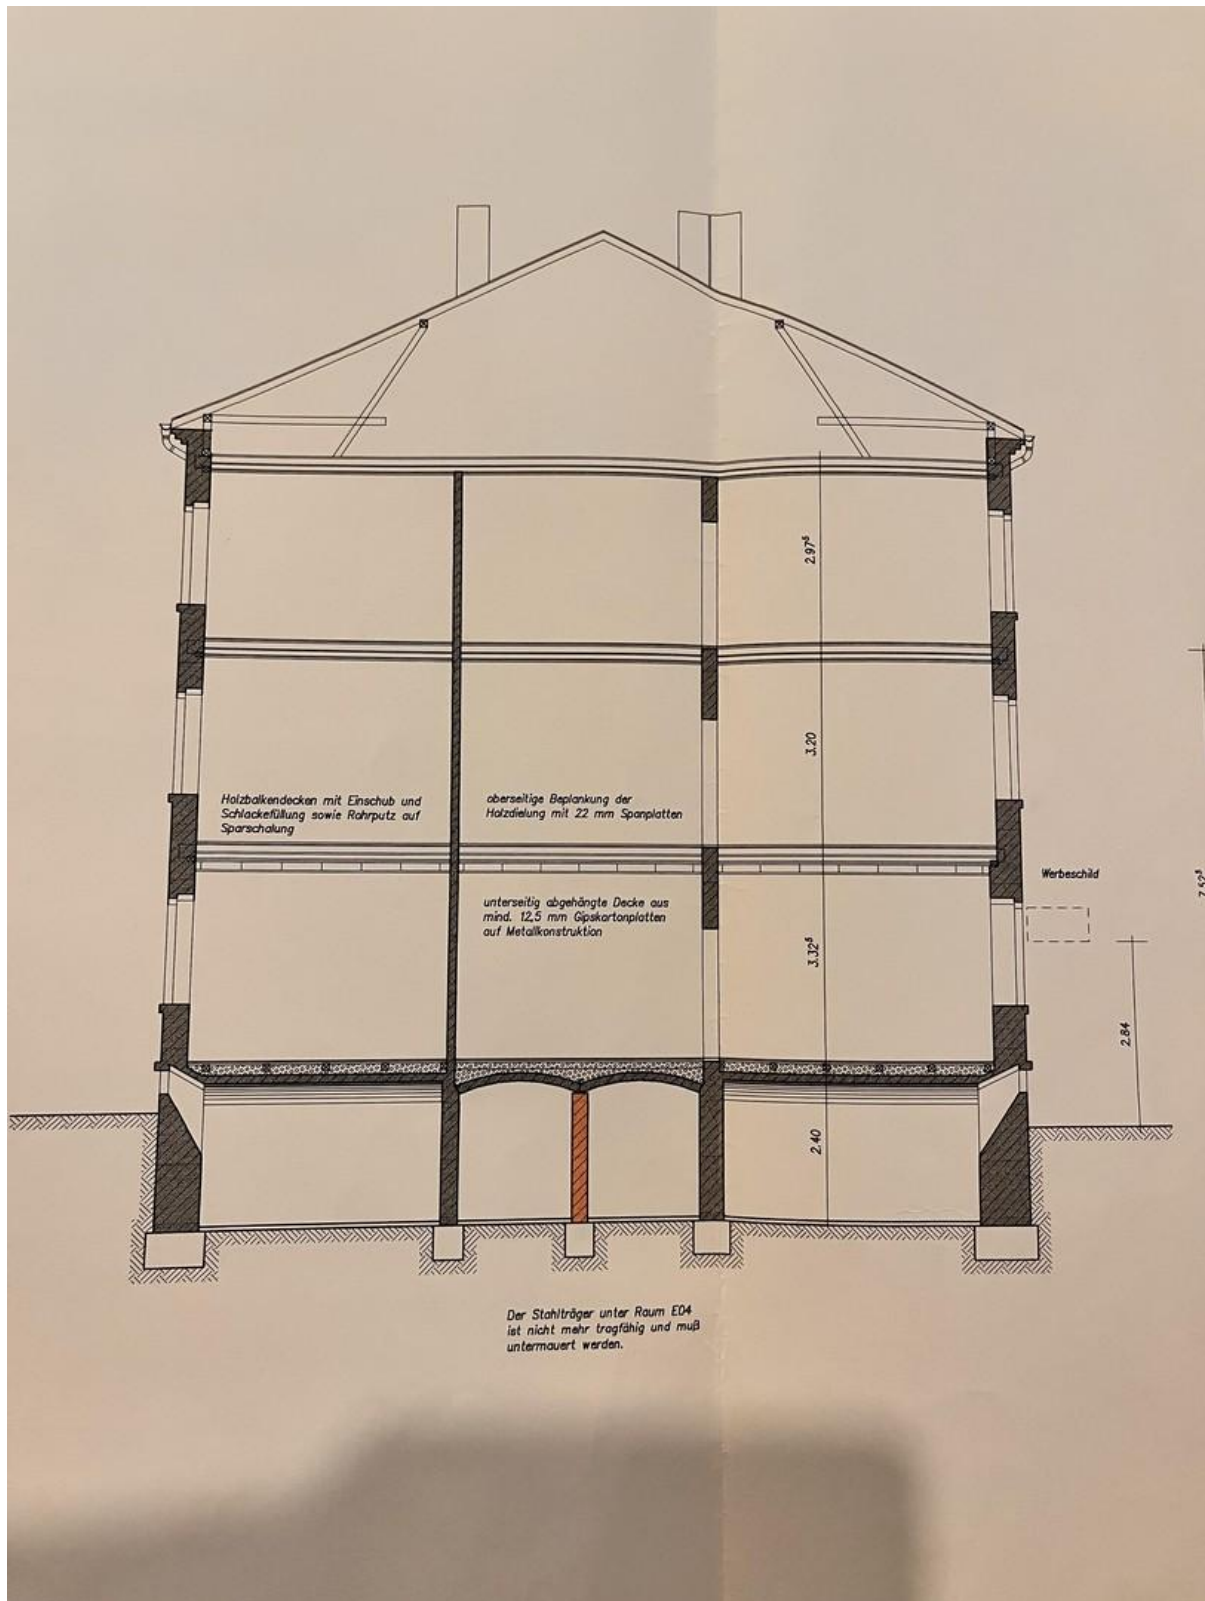 2.97⁵
3.20
Holzbalkendecken mit Einschub und
Schlackefüllung sowie Rohrputz auf
Sparschalung
oberseitige Beplankung der
Holzdielung mit 22 mm Spanplatten
Werbeschild
7.52⁵
unterseitig abgehängte Decke aus
mind. 12,5 mm Gipskartonplatten
auf Metallkonstruktion
3.32⁵
2.84
2.40
Der Stahlträger unter Raum E04
ist nicht mehr tragfähig und muß
untermauert werden.